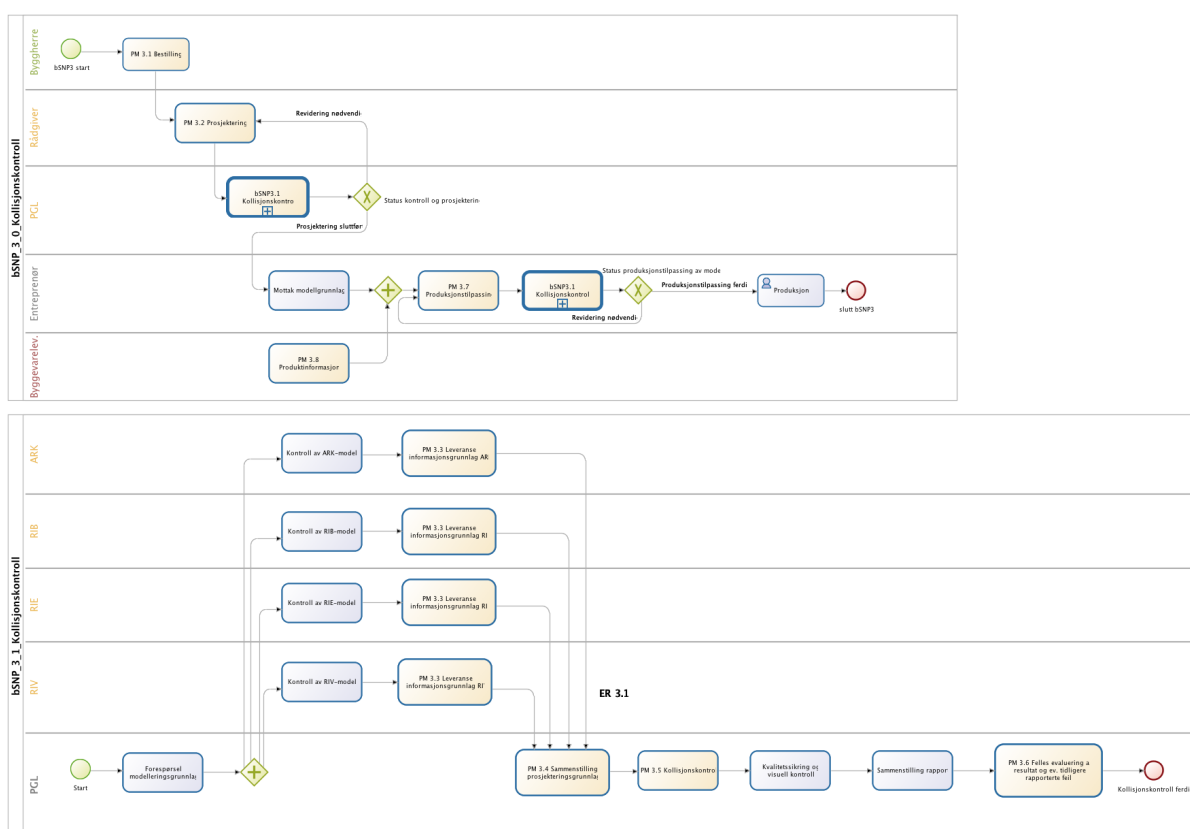 bSNP_3_0_Kollisjonskontroll
Byggherre
bSNP3 start
PM 3.1 Bestilling
Rådgiver
PM 3.2 Prosjektering
Revidering nødvendi
PGL
bSNP3.1
Kollisjonskontro
Status kontroll og prosjekterin
Prosjektering sluttfør
Entreprenør
Mottak modellgrunnlag
PM 3.7
Produksjonstilpassin
bSNP3.1
Kollisjonskontrol
Status produksjonstilpassing av mode
Produksjonstilpassing ferdi
Revidering nødvendi
Produksjon
slutt bSNP3
Byggevarelev.
PM 3.8
Produktinformasjor
bSNP_3_1_Kollisjonskontroll
ARK
Kontroll av ARK-model
PM 3.3 Leveranse
informasjonsgrunnlag AR
RIB
Kontroll av RIB-model
PM 3.3 Leveranse
informasjonsgrunnlag RI
RIE
Kontroll av RIE-model
PM 3.3 Leveranse
informasjonsgrunnlag RI
RIV
Kontroll av RIV-model
PM 3.3 Leveranse
informasjonsgrunnlag RI'
ER 3.1
PGL
Start
Forespørsel
modelleringsgrunnlag
PM 3.4 Sammenstilling
prosjekteringsgrunnlag
PM 3.5 Kollisjonskontro
Kvalitetssikring og
visuell kontroll
Sammenstilling rappor
PM 3.6 Felles evaluering a
resultat og ev. tidligere
rapporterte feil
Kollisjonskontroll ferdi